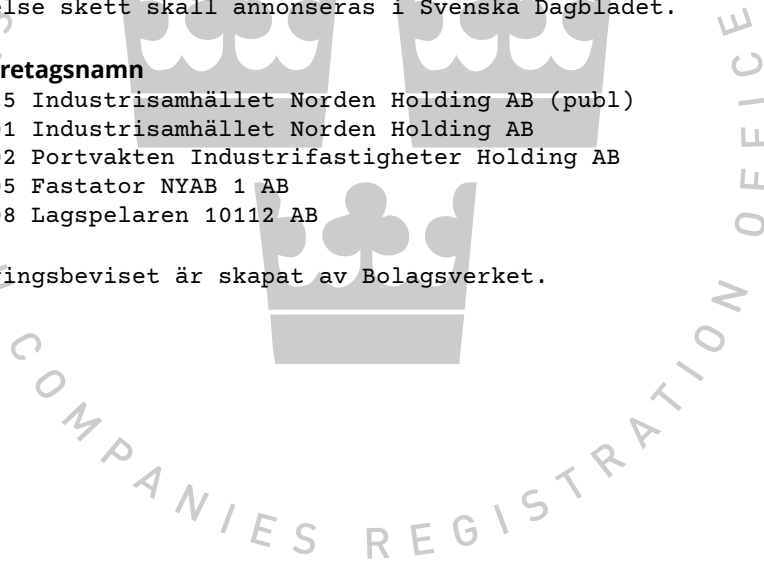 else skett skall annonseras i Svenska Dagbladet.
retagsnamn
5 Industrisamhället Norden Holding AB (publ)
1 Industrisamhället Norden Holding AB
2 Portvakten Industrifastigheter Holding AB
5 Fastator NYAB 1 AB
8 Lagspelaren 10112 AB
ingsbeviset är skapat av Bolagsverket.
COMPANIES REGISTRATION OFFICE